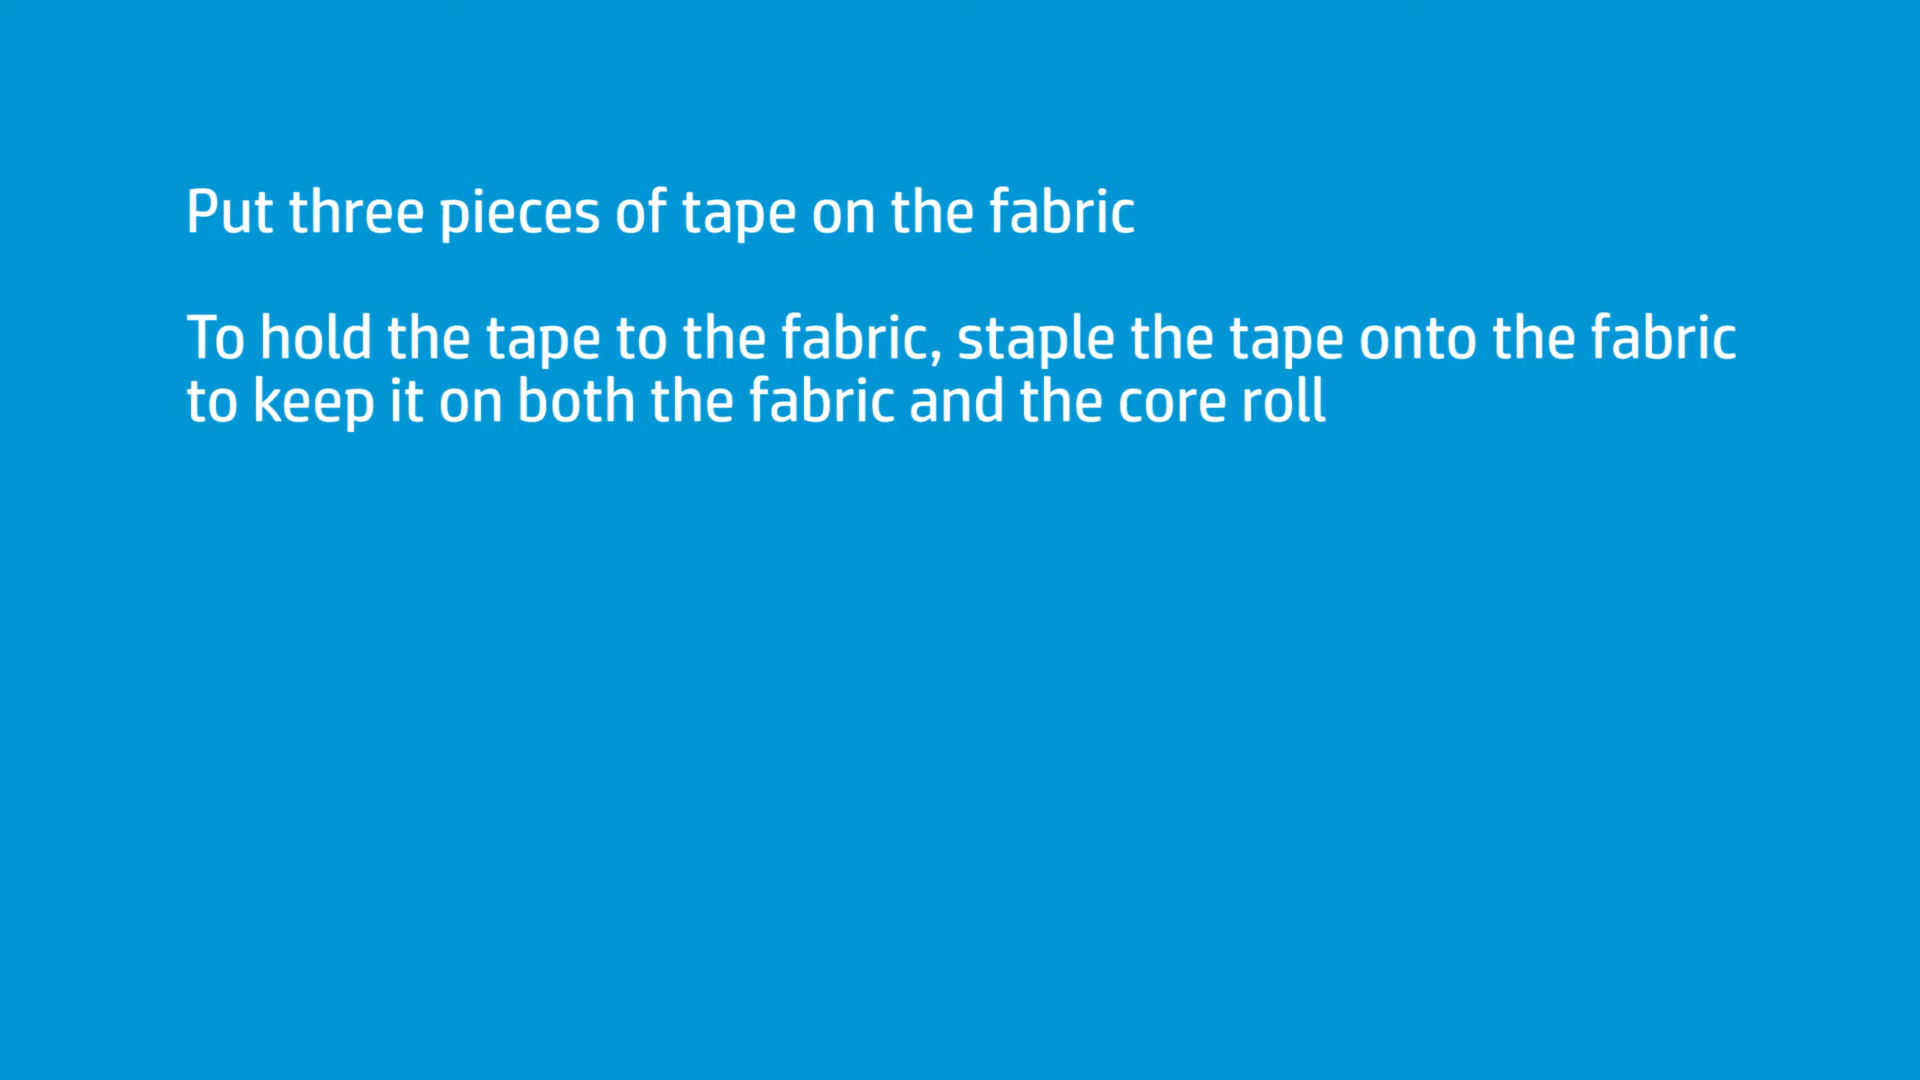 Put three pieces of tape on the fabric
To hold the tape to the fabric, staple the tape onto the fabric
to keep it on both the fabric and the core roll